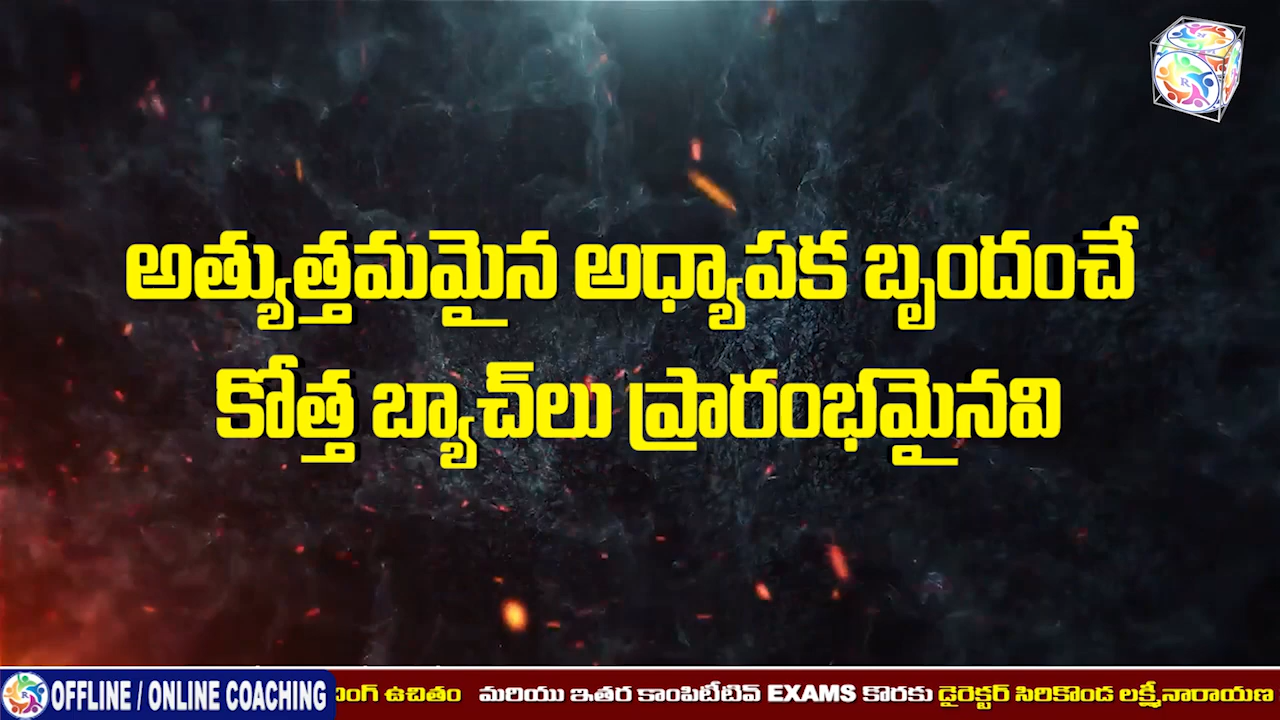 అత్యుత్తమమైన అధ్యాపక బృందంచే
కోత్త బ్యాచ్‌లు ప్రారంభమైనవి
OFFLINE / ONLINE COACHING ఉచితం మరియు ఇతర కాంపిటీటివ్ EXAMS కొరకు డైరెక్టర్ సిరికొండ లక్ష్మీనారాయణ